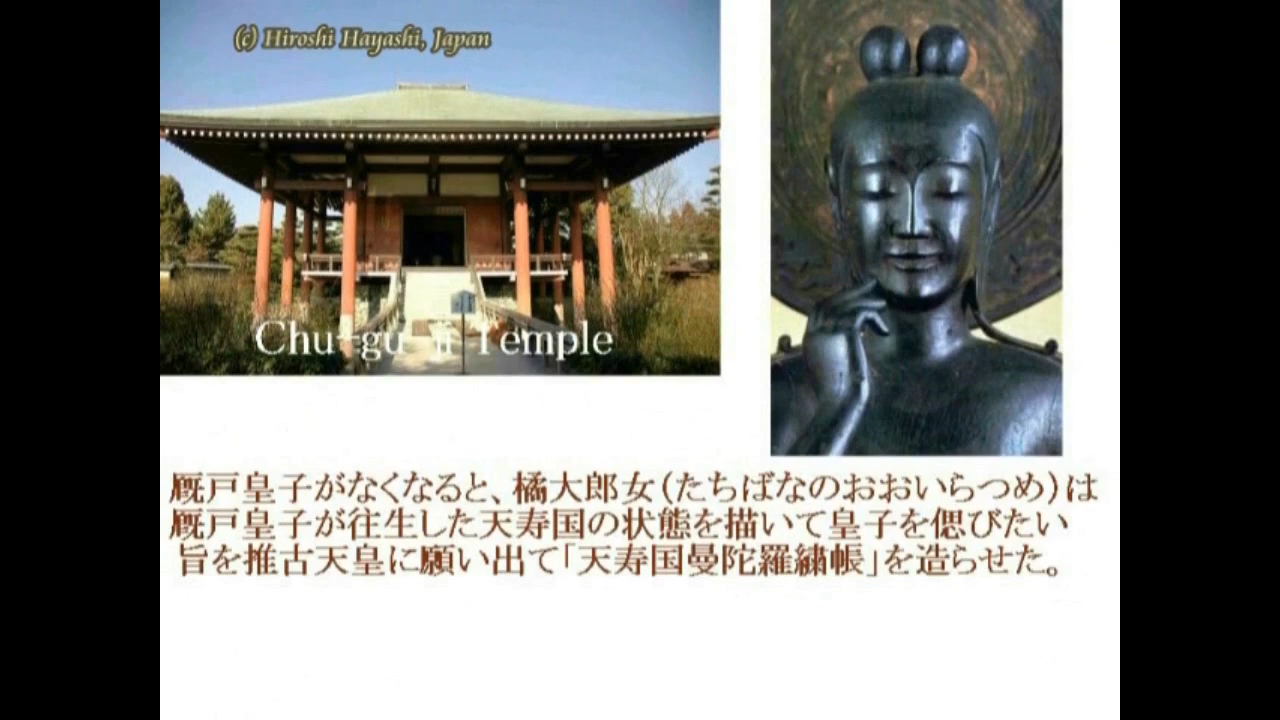 (c) Hiroshi Hayashi, Japan
Chu-gu-ji Temple
厩戸皇子がなくなると、橘大郎女(たちばなのおおいらつめ)は
厩戸皇子が往生した天寿国の状態を描いて皇子を偲びたい
旨を推古天皇に願い出て「天寿国曼陀羅繍帳」を造らせた。